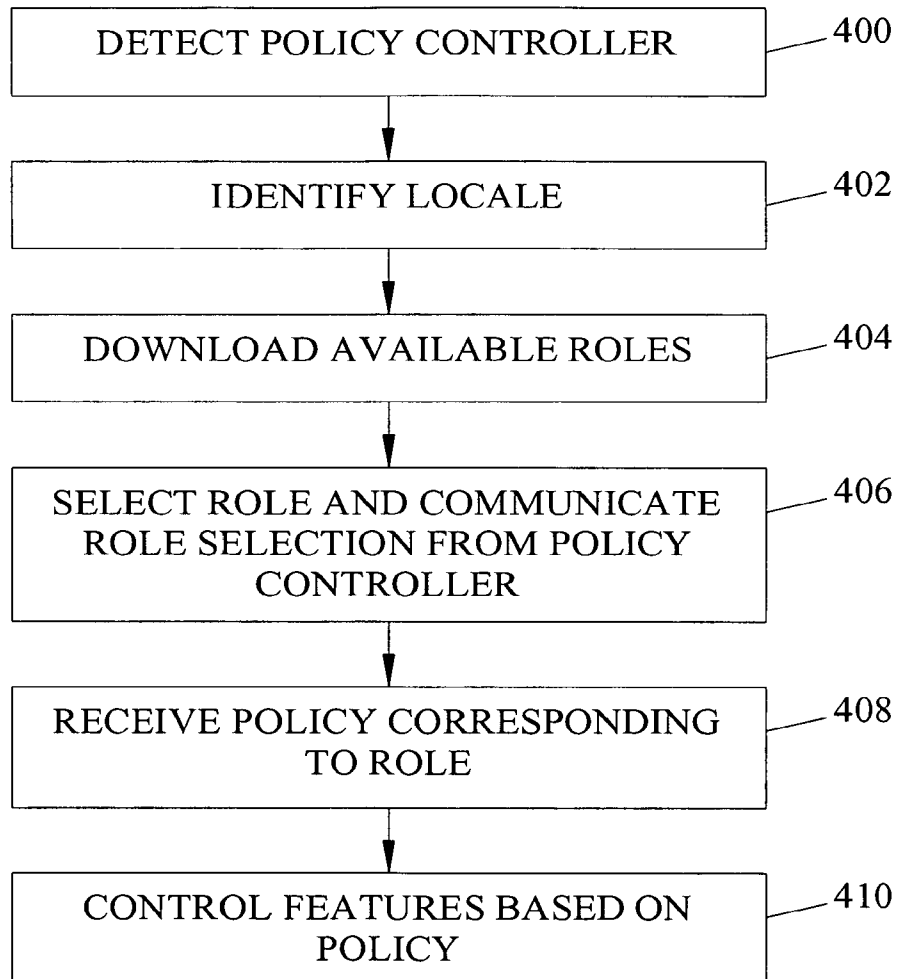 DETECT POLICY CONTROLLER
400
IDENTIFY LOCALE
402
DOWNLOAD AVAILABLE ROLES
404
SELECT ROLE AND COMMUNICATE
ROLE SELECTION FROM POLICY
CONTROLLER
406
RECEIVE POLICY CORRESPONDING
TO ROLE
408
CONTROL FEATURES BASED ON
POLICY
410